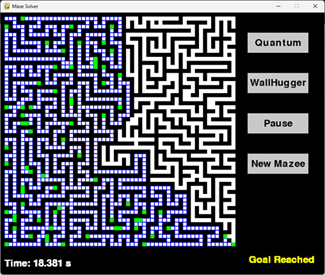 Maze Solver
Quantum
WallHugger
Pause
New Mazee
Time: 18.381 s
Goal Reached